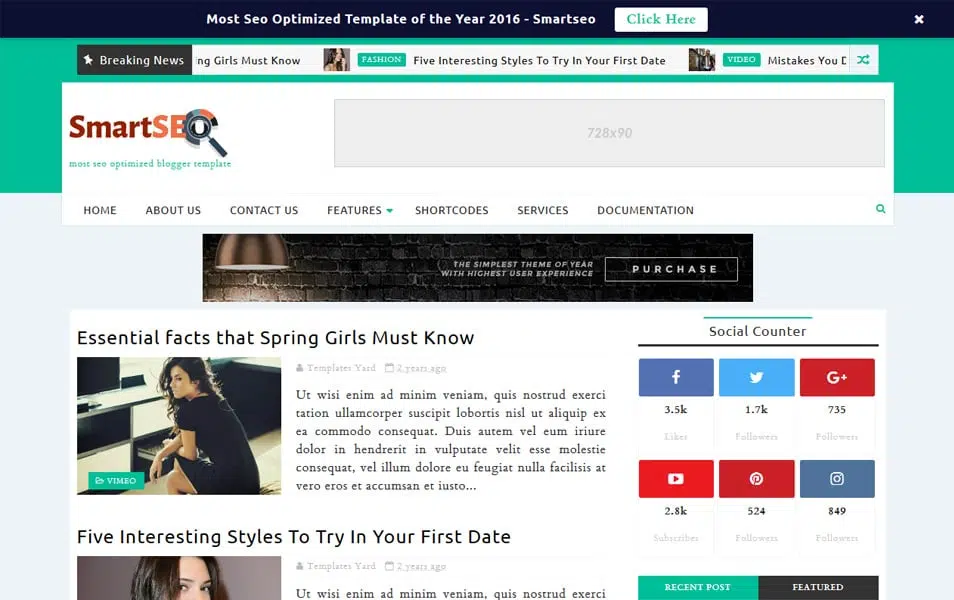 Most Seo Optimized Template of the Year 2016 - Smartseo Click Here
Breaking News ng Girls Must Know FASHION Five Interesting Styles To Try In Your First Date VIDEO Mistakes You D
SmartSEO
most seo optimized blogger template
728x90
HOME ABOUT US CONTACT US FEATURES SHORTCODES SERVICES DOCUMENTATION
THE SIMPLEST THEME OF YEAR
WITH HIGHEST USER EXPERIENCE
PURCHASE
Essential facts that Spring Girls Must Know
VIMEO
Templates Yard 2 years ago
Ut wisi enim ad minim veniam, quis nostrud exerci
tation ullamcorper suscipit lobortis nisl ut aliquip ex
ea commodo consequat. Duis autem vel eum iriure
dolor in hendrerit in vulputate velit esse molestie
consequat, vel illum dolore eu feugiat nulla facilisis at
vero eros et accumsan et iusto...
Five Interesting Styles To Try In Your First Date
Templates Yard 2 years ago
Ut wisi enim ad minim veniam, quis nostrud exerci
Social Counter
3.5k 1.7k 735
Likes Followers Followers
2.8k 524 849
Subscriber Followers Followers
RECENT POST FEATURED